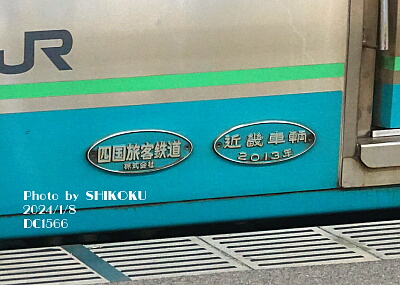 JR
四国旅客鉄道
株式会社
近畿車輛
2013年
Photo by SHIKOKU
2024/1/8
DC1566